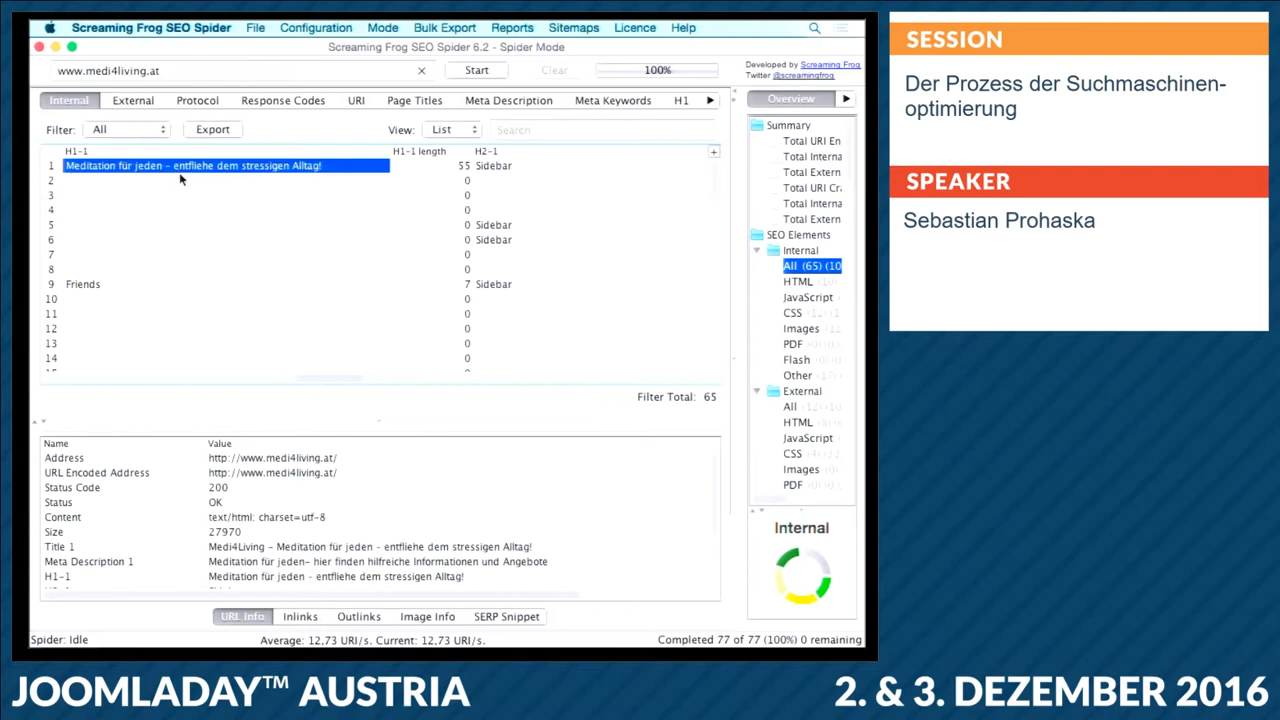 Screaming Frog SEO Spider File Configuration Mode Bulk Export Reports Sitemaps Licence Help
Screaming Frog SEO Spider 6.2 - Spider Mode
www.medi4living.at Start Clear 100%
Developed by Screaming Frog
Twitter @screamingfrog
Internal External Protocol Response Codes URI Page Titles Meta Description Meta Keywords H1
Filter: All Export View: List Search
H1-1 H1-1 length H2-1
1 Meditation für jeden - entfliehe dem stressigen Alltag! 55 Sidebar
2 0
3 0
4 0
5 0 Sidebar
6 0 Sidebar
7 0
8 0
9 Friends 7 Sidebar
10 0
11 0
12 0
13 0
14 0
Filter Total: 65
Name Value
Address http://www.medi4living.at/
URL Encoded Address http://www.medi4living.at/
Status Code 200
Status OK
Content text/html: charset=utf-8
Size 27970
Title 1 Medi4Living - Meditation für jeden - entfliehe dem stressigen Alltag!
Meta Description 1 Meditation für jeden- hier finden hilfreiche Informationen und Angebote
H1-1 Meditation für jeden - entfliehe dem stressigen Alltag!
URL Info Inlinks Outlinks Image Info SERP Snippet
Spider: Idle Average: 12,73 URI/s. Current: 12,73 URI/s. Completed 77 of 77 (100%) 0 remaining
Overview
Summary
Total URI En
Total Interna
Total Extern
Total URI Cra
Total Interna
Total Extern
SEO Elements
Internal
All (65) (10
HTML
JavaScript
CSS
Images
PDF
Flash
Other
External
All
HTML
JavaScript
CSS
Images
PDF
Internal
SESSION
Der Prozess der Suchmaschinen-
optimierung
SPEAKER
Sebastian Prohaska
JOOMLADAY™ AUSTRIA
2. & 3. DEZEMBER 2016